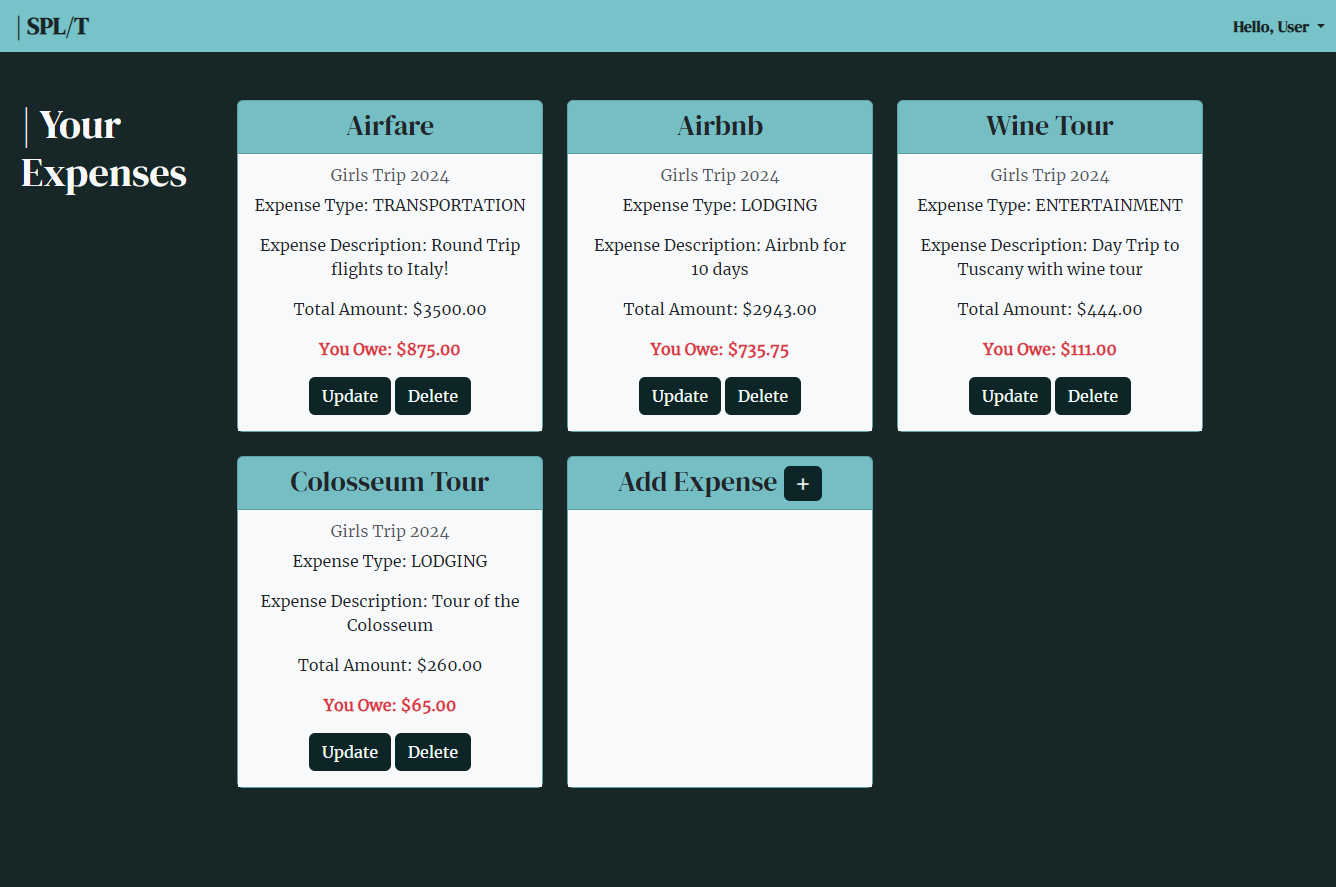 | SPL/T
Hello, User
| Your
Expenses
Airfare
Girls Trip 2024
Expense Type: TRANSPORTATION
Expense Description: Round Trip
flights to Italy!
Total Amount: $3500.00
You Owe: $875.00
Update Delete
Airbnb
Girls Trip 2024
Expense Type: LODGING
Expense Description: Airbnb for
10 days
Total Amount: $2943.00
You Owe: $735.75
Update Delete
Wine Tour
Girls Trip 2024
Expense Type: ENTERTAINMENT
Expense Description: Day Trip to
Tuscany with wine tour
Total Amount: $444.00
You Owe: $111.00
Update Delete
Colosseum Tour
Girls Trip 2024
Expense Type: LODGING
Expense Description: Tour of the
Colosseum
Total Amount: $260.00
You Owe: $65.00
Update Delete
Add Expense +